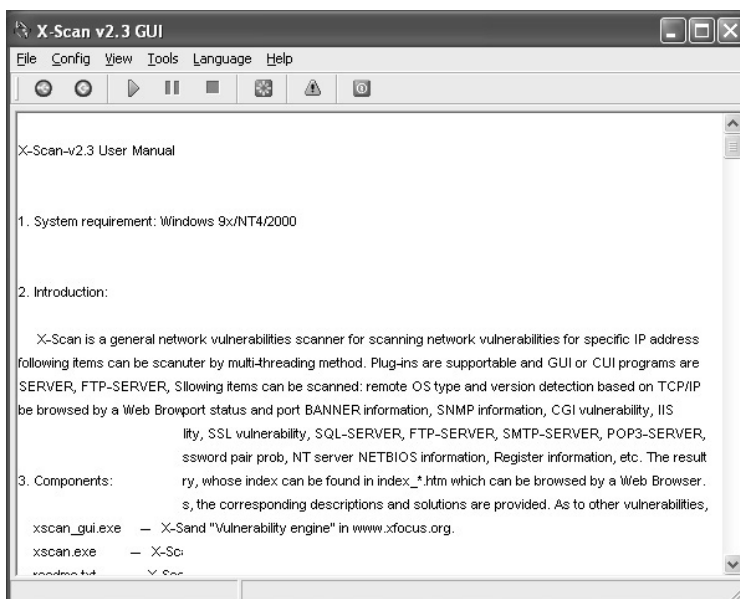 X-Scan v2.3 GUI
File Config View Tools Language Help
X-Scan-v2.3 User Manual
1. System requirement: Windows 9x/NT4/2000
2. Introduction:
X-Scan is a general network vulnerabilities scanner for scanning network vulnerabilities for specific IP address
following items can be scanuter by multi-threading method. Plug-ins are supportable and GUI or CUI programs are
SERVER, FTP-SERVER, Sllowing items can be scanned: remote OS type and version detection based on TCP/IP
be browsed by a Web Browport status and port BANNER information, SNMP information, CGI vulnerability, IIS
lity, SSL vulnerability, SQL-SERVER, FTP-SERVER, SMTP-SERVER, POP3-SERVER,
ssword pair prob, NT server NETBIOS information, Register information, etc. The result
3. Components: ry, whose index can be found in index_*.htm which can be browsed by a Web Browser.
s, the corresponding descriptions and solutions are provided. As to other vulnerabilities,
xscan_gui.exe — X-Sand "Vulnerability engine" in www.xfocus.org.
xscan.exe — X-Sc